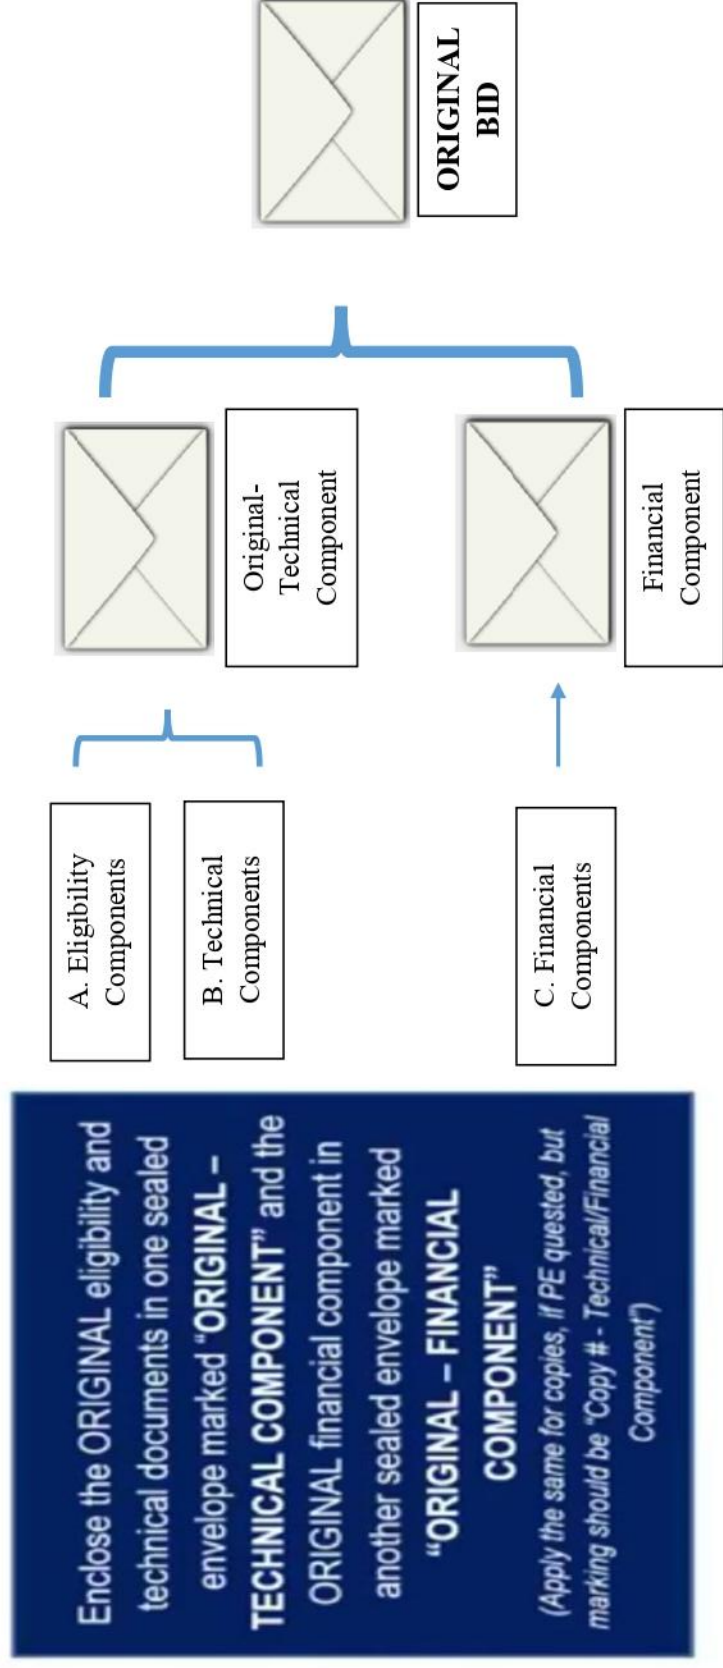 Enclose the ORIGINAL eligibility and
technical documents in one sealed
envelope marked “ORIGINAL –
TECHNICAL COMPONENT” and the
ORIGINAL financial component in
another sealed envelope marked
“ORIGINAL – FINANCIAL
COMPONENT”
(Apply the same for copies, if PE quested, but
marking should be “Copy # - Technical/Financial
Component”)
A. Eligibility
Components
B. Technical
Components
C. Financial
Components
Original-
Technical
Component
Financial
Component
ORIGINAL
BID